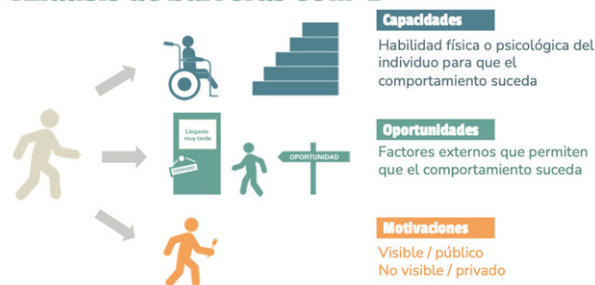 Capacidades
Habilidad física o psicológica del
individuo para que el
comportamiento suceda
Llegaste
muy tarde
CERRADO
OPORTUNIDAD
Oportunidades
Factores externos que permiten
que el comportamiento suceda
Motivaciones
Visible / público
No visible / privado